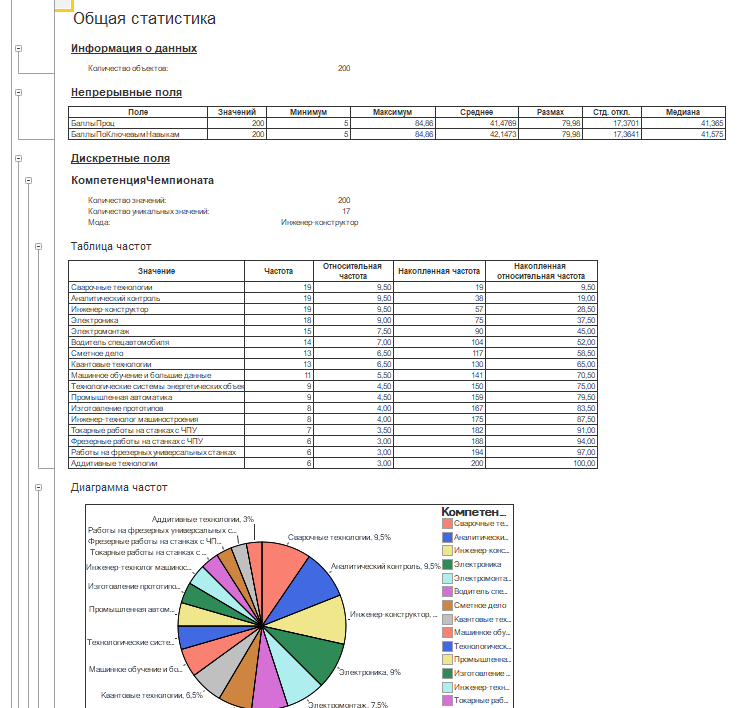 Общая статистика
Информация о данных
Количество объектов: 200
Непрерывные поля
Поле Значений Минимум Максимум Среднее Размах Стд. откл. Медиана
БаллыПроц 200 5 84,86 41,4769 79,98 17,3701 41,365
БаллыПоКлючевымНавыкам 200 5 84,86 42,1473 79,98 17,3641 41,575
Дискретные поля
КомпетенцияЧемпионата
Количество значений: 200
Количество уникальных значений: 17
Мода: Инженер-конструктор
Таблица частот
Значение Частота Относительная частота Накопленная частота Накопленная относительная частота
Сварочные технологии 19 9,50 19 9,50
Аналитический контроль 19 9,50 38 19,00
Инженер-конструктор 19 9,50 57 28,50
Электроника 18 9,00 75 37,50
Электромонтаж 15 7,50 90 45,00
Водитель спецавтомобиля 14 7,00 104 52,00
Сметное дело 13 6,50 117 58,50
Квантовые технологии 13 6,50 130 65,00
Машинное обучение и большие данные 11 5,50 141 70,50
Технологические системы энергетических объек 9 4,50 150 75,00
Промышленная автоматика 9 4,50 159 79,50
Изготовление прототипов 8 4,00 167 83,50
Инженер-технолог машиностроения 8 4,00 175 87,50
Токарные работы на станках с ЧПУ 7 3,50 182 91,00
Фрезерные работы на станках с ЧПУ 6 3,00 188 94,00
Работы на фрезерных универсальных станках 6 3,00 194 97,00
Аддитивные технологии 6 3,00 200 100,00
Диаграмма частот
Аддитивные технологии, 3%
Работы на фрезерных универсальных с...
Фрезерные работы на станках с ЧП...
Токарные работы на станках с ...
Инженер-технолог машинос...
Изготовление прототипо...
Промышленная автом...
Технологические систе...
Машинное обучение и бо...
Квантовые технологии, 6,5%
Сварочные технологии, 9,5%
Аналитический контроль, 9,5%
Инженер-конструктор, ...
Электроника, 9%
Электромонтаж, 7,5%
Компетен...
Сварочные те...
Аналитически...
Инженер-конс...
Электроника
Электромонта...
Водитель спе...
Сметное дело
Квантовые тех...
Машинное обу...
Технологическ...
Промышленна...
Изготовление ...
Инженер-техн...
Токарные раб...